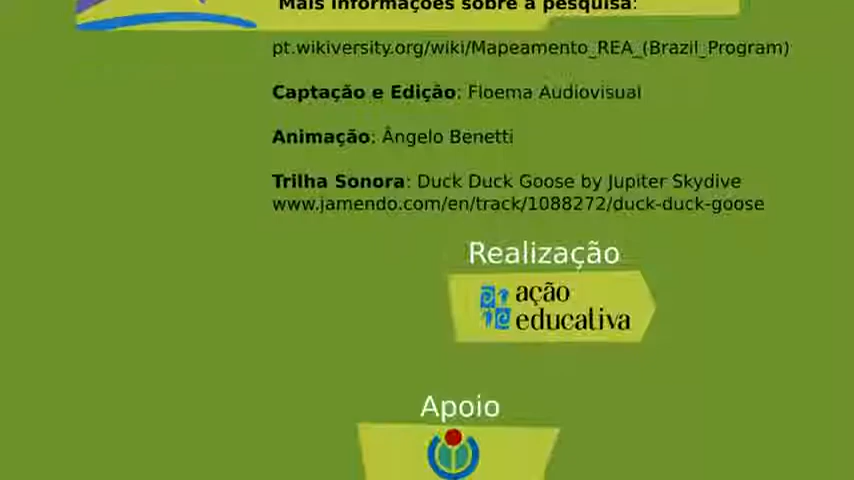 Mais informações sobre a pesquisa:
pt.wikiversity.org/wiki/Mapeamento_REA_(Brazil_Program)
Captação e Edição: Floema Audiovisual
Animação: Ângelo Benetti
Trilha Sonora: Duck Duck Goose by Jupiter Skydive
www.jamendo.com/en/track/1088272/duck-duck-goose
Realização
ação
educativa
Apoio